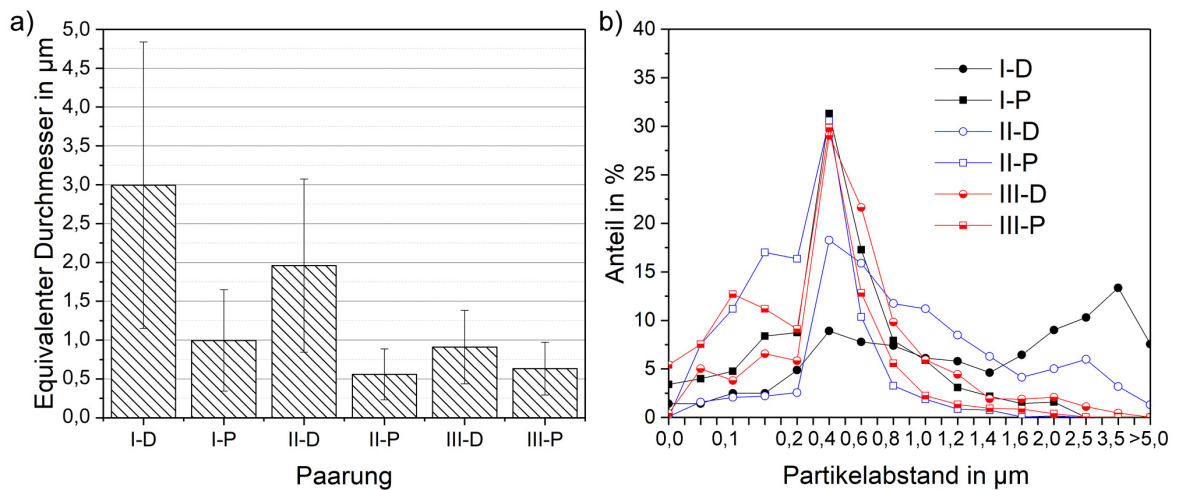 a)
Equivalenter Durchmesser in µm
5,0
4,5
4,0
3,5
3,0
2,5
2,0
1,5
1,0
0,5
0,0
I-D I-P II-D II-P III-D III-P
Paarung
b)
Anteil in %
40
35
30
25
20
15
10
5
0
I-D
I-P
II-D
II-P
III-D
III-P
0,0 0,1 0,2 0,4 0,6 0,8 1,0 1,2 1,4 1,6 2,0 2,5 3,5 >5,0
Partikelabstand in µm